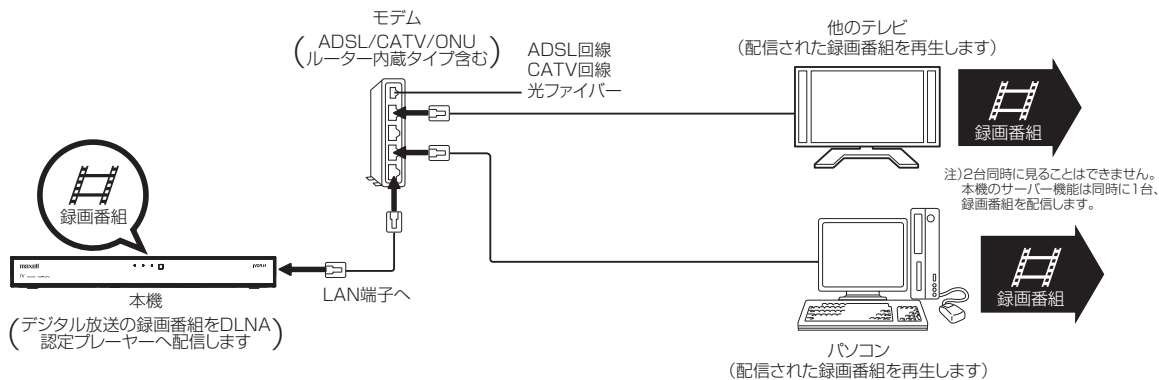 モデム
ADSL/CATV/ONU
ルーター内蔵タイプ含む
ADSL回線
CATV回線
光ファイバー
他のテレビ
(配信された録画番組を再生します)
録画番組
注)2台同時に見ることはできません。
本機のサーバー機能は同時に1台、
録画番組を配信します。
録画番組
maxell
本機
(デジタル放送の録画番組をDLNA
認定プレーヤーへ配信します)
LAN端子へ
録画番組
パソコン
(配信された録画番組を再生します)